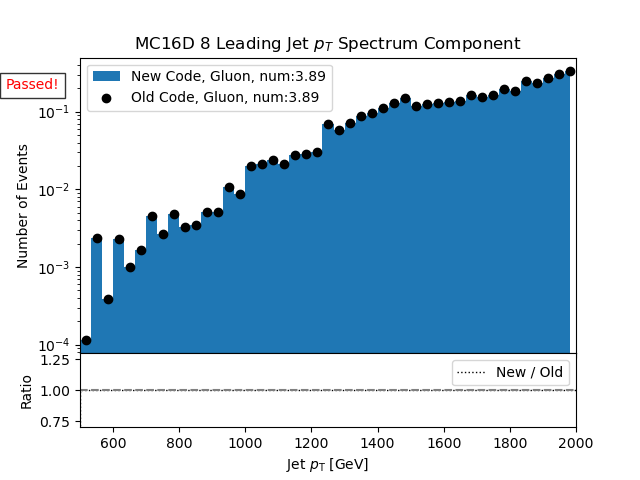 MC16D 8 Leading Jet pT Spectrum Component
Passed!
New Code, Gluon, num:3.89
Old Code, Gluon, num:3.89
Number of Events
10⁻¹
10⁻²
10⁻³
10⁻⁴
New / Old
Ratio
1.25
1.00
0.75
600 800 1000 1200 1400 1600 1800 2000
Jet pT [GeV]